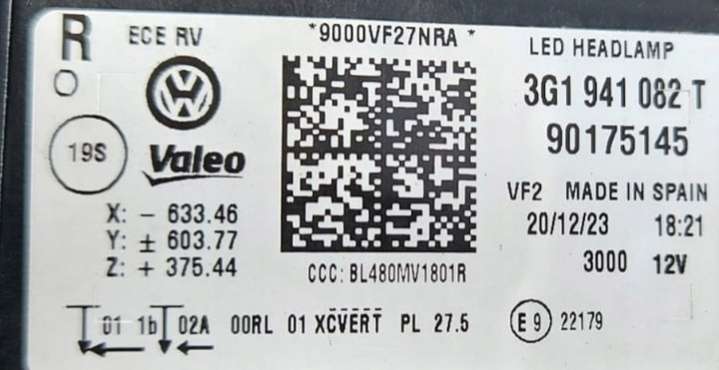 R ECE RV *9000VF27NRA* LED HEADLAMP
3G1 941 082 T
90175145
19S Valeo
VF2 MADE IN SPAIN
X: - 633.46
20/12/23 18:21
Y: ± 603.77
Z: + 375.44
3000 12V
CCC: BL480MV1801R
01 1b 02A 00RL 01 XCVERT PL 27.5 E 9 22179